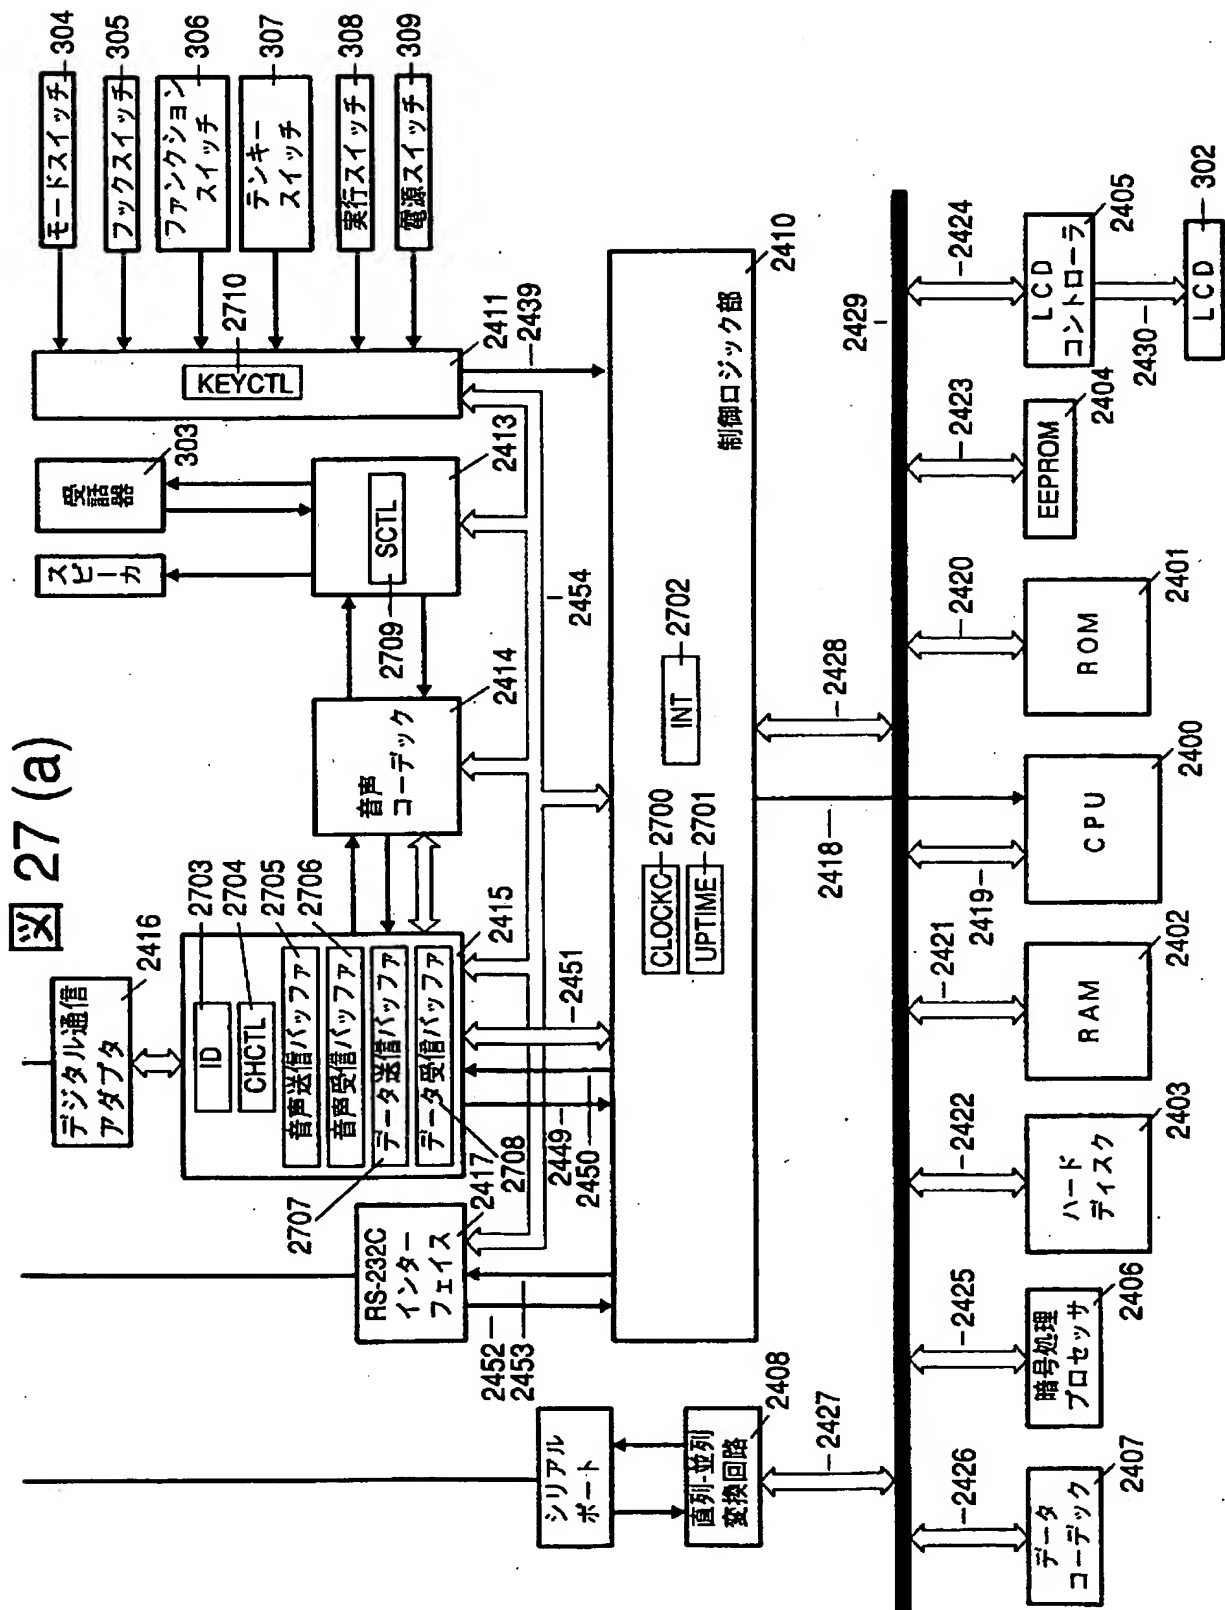 図 27 (a)
モードスイッチ
304
フックスイッチ
305
ファンクション
スイッチ
306
テンキー
スイッチ
307
実行スイッチ
308
電源スイッチ
309
KEYCTL
2710
2411
2439
受話器
303
スピーカ
SCTL
2709
2413
音声
コーデック
2414
2454
デジタル通信
アダプタ
2416
ID
2703
CHCTL
2704
音声送信バッファ
2705
音声受信バッファ
2706
データ送信バッファ
2707
データ受信バッファ
2708
2415
2451
2449
2450
RS-232C
インター
フェイス
2417
2452
2453
シリアル
ポート
直列-並列
変換回路
2408
2427
制御ロジック部
2410
CLOCKC
2700
UPTIME
2701
INT
2702
2428
2418
2429
データ
コーデック
2407
2426
暗号処理
プロセッサ
2406
2425
ハード
ディスク
2403
2422
RAM
2402
2421
CPU
2400
2419
ROM
2401
2420
EEPROM
2404
2423
LCD
コントローラ
2405
2424
2430
LCD
302